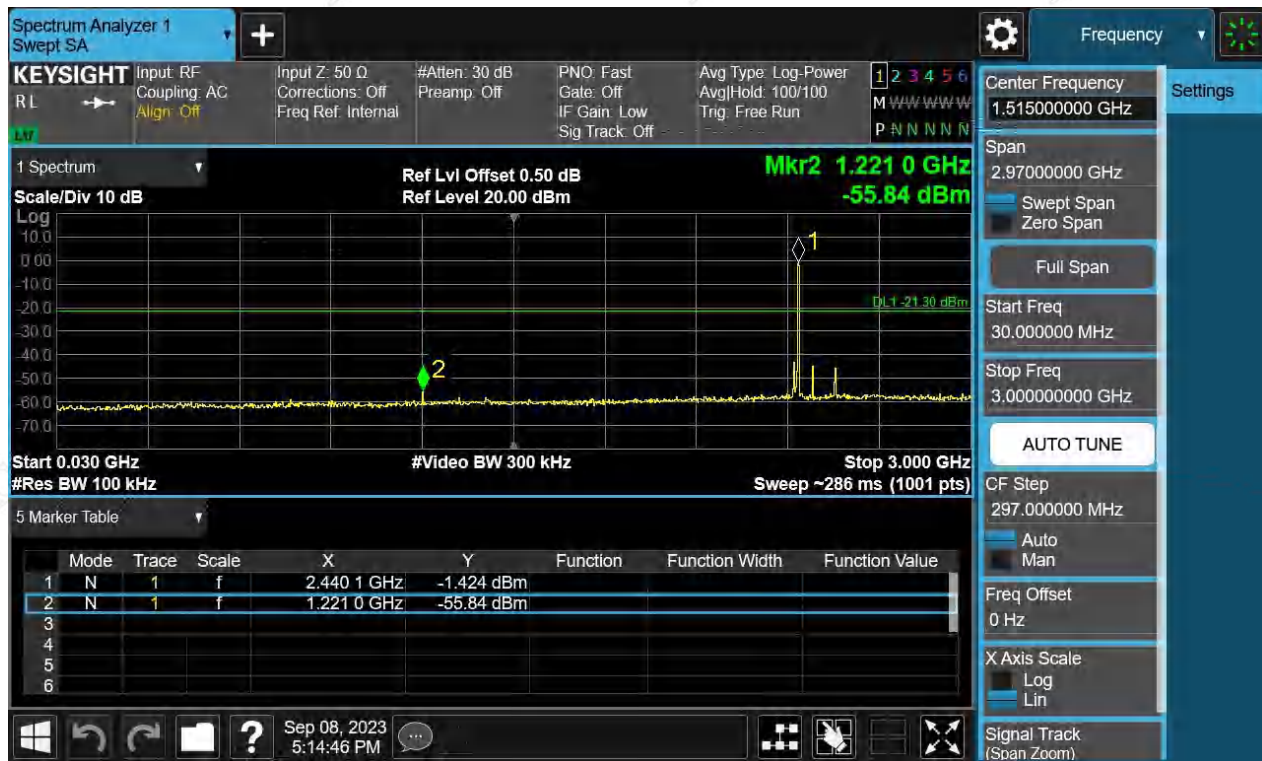 Spectrum Analyzer 1
Swept SA
+
Frequency
KEYSIGHT
RL
Input: RF
Coupling: AC
Align: Off
Input Z: 50 Ω
Corrections: Off
Freq Ref: Internal
#Atten: 30 dB
Preamp: Off
PNO: Fast
Gate: Off
IF Gain: Low
Sig Track: Off
Avg Type: Log-Power
Avg|Hold: 100/100
Trig: Free Run
1 2 3 4 5 6
M W W W W W W
P N N N N N
1 Spectrum
Scale/Div 10 dB
Ref Lvl Offset 0.50 dB
Ref Level 20.00 dBm
Mkr2 1.221 0 GHz
-55.84 dBm
Log
10.0
0.00
-10.0
-20.0
-30.0
-40.0
-50.0
-60.0
-70.0
1
2
DL1 -21.30 dBm
Start 0.030 GHz
#Video BW 300 kHz
Stop 3.000 GHz
#Res BW 100 kHz
Sweep ~286 ms (1001 pts)
5 Marker Table
Mode Trace Scale X Y Function Function Width Function Value
1 N 1 f 2.440 1 GHz -1.424 dBm
2 N 1 f 1.221 0 GHz -55.84 dBm
3
4
5
6
Sep 08, 2023
5:14:46 PM
?
Center Frequency
1.515000000 GHz
Settings
Span
2.97000000 GHz
Swept Span
Zero Span
Full Span
Start Freq
30.000000 MHz
Stop Freq
3.000000000 GHz
AUTO TUNE
CF Step
297.000000 MHz
Auto
Man
Freq Offset
0 Hz
X Axis Scale
Log
Lin
Signal Track
(Span Zoom)